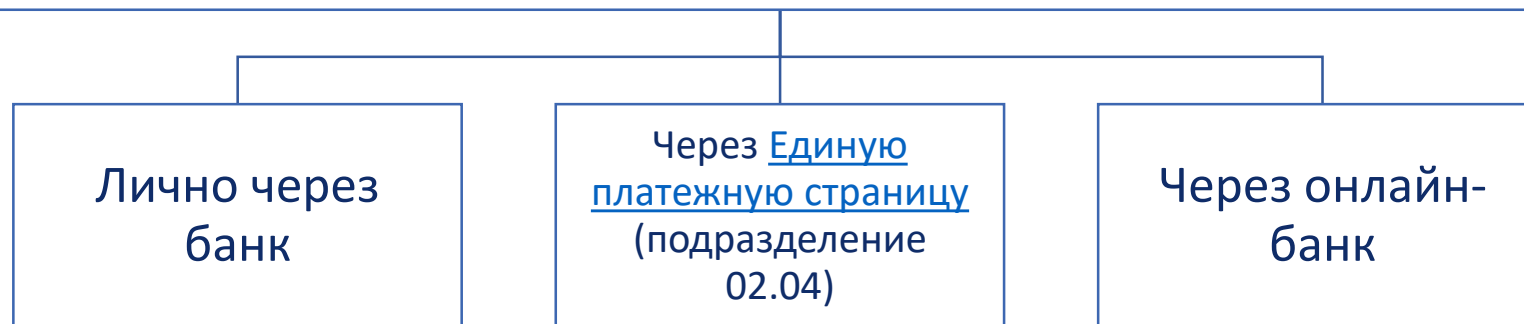 Лично через
банк
Через Единую
платежную страницу
(подразделение
02.04)
Через онлайн-
банк